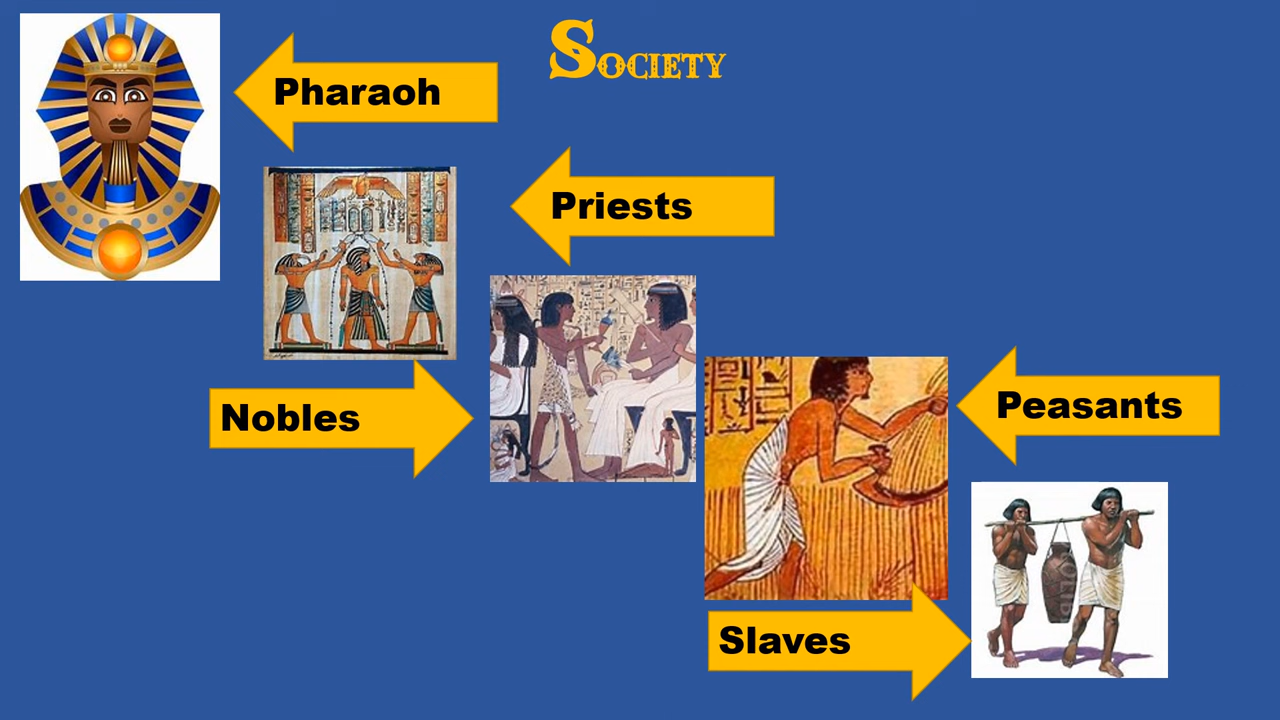 Society
Pharaoh
Priests
Nobles
Peasants
Slaves